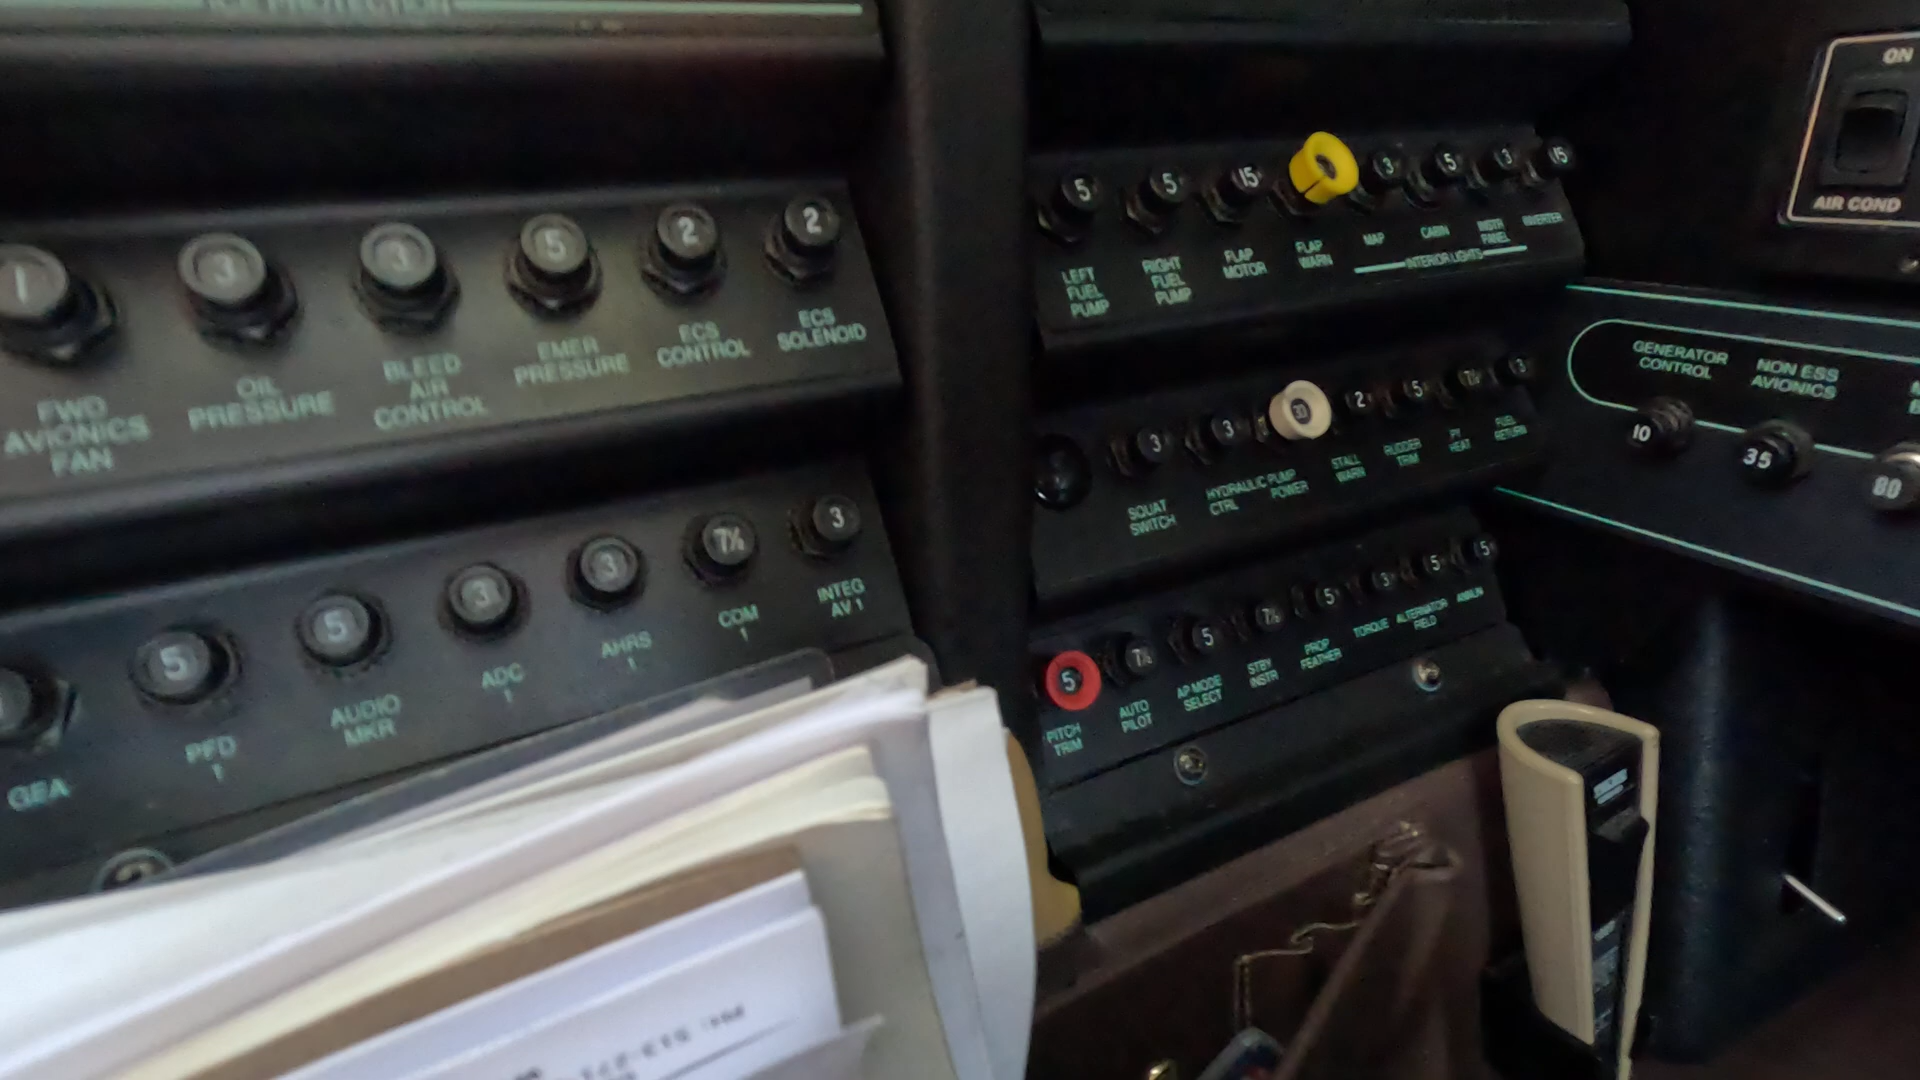 ICE PROTECTION
1
3
3
5
2
2
FWD
AVIONICS
FAN
OIL
PRESSURE
BLEED
AIR
CONTROL
EMER
PRESSURE
ECS
CONTROL
ECS
SOLENOID
5
5
3
3
7½
3
GEA
PFD
1
AUDIO
MKR
ADC
1
AHRS
1
COM
1
INTEG
AV 1
5
5
15
3
5
3
15
LEFT
FUEL
PUMP
RIGHT
FUEL
PUMP
FLAP
MOTOR
FLAP
WARN
MAP
CABIN
INSTR
PANEL
INVERTER
INTERIOR LIGHTS
3
3
30
2
5
7½
3
SQUAT
SWITCH
HYDRAULIC PUMP
CTRL
POWER
STALL
WARN
RUDDER
TRIM
PY
HEAT
FUEL
RETURN
5
7½
5
7½
5
3
5
5
PITCH
TRIM
AUTO
PILOT
AP MODE
SELECT
STBY
INSTR
PROP
FEATHER
TORQUE
ALTERNATOR
FIELD
ANNUN
ON
AIR COND
GENERATOR
CONTROL
NON ESS
AVIONICS
10
35
80